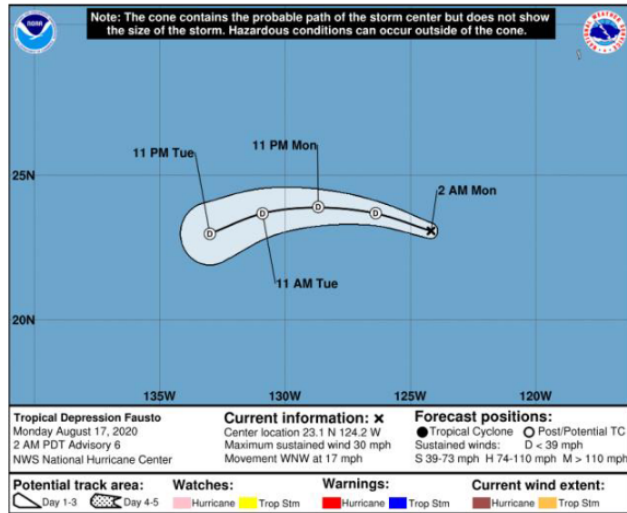 Note: The cone contains the probable path of the storm center but does not show
the size of the storm. Hazardous conditions can occur outside of the cone.
NOAA
11 PM Tue
11 PM Mon
2 AM Mon
11 AM Tue
25N
20N
D
D
D
D
135W
130W
125W
120W
Tropical Depression Fausto
Monday August 17, 2020
2 AM PDT Advisory 6
NWS National Hurricane Center
Current information: x
Center location 23.1 N 124.2 W
Maximum sustained wind 30 mph
Movement WNW at 17 mph
Forecast positions:
Tropical Cyclone Post/Potential TC
Sustained winds: D < 39 mph
S 39-73 mph H 74-110 mph M > 110 mph
Potential track area:
Day 1-3 Day 4-5
Watches:
Hurricane Trop Stm
Warnings:
Hurricane Trop Stm
Current wind extent:
Hurricane Trop Stm